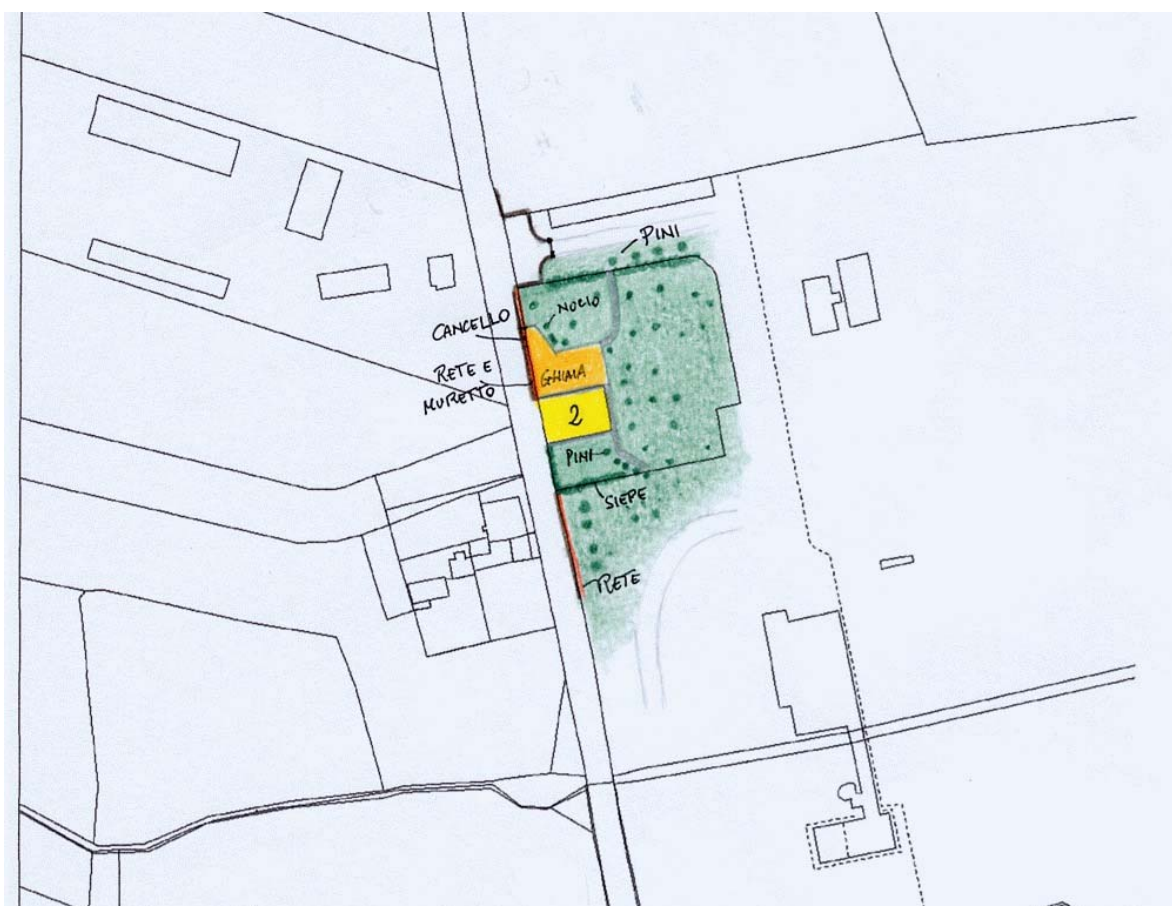 PINI
NOCIO
CANCELLO
RETE E
MURETTO
GHIAIA
2
PINI
SIEPE
RETE